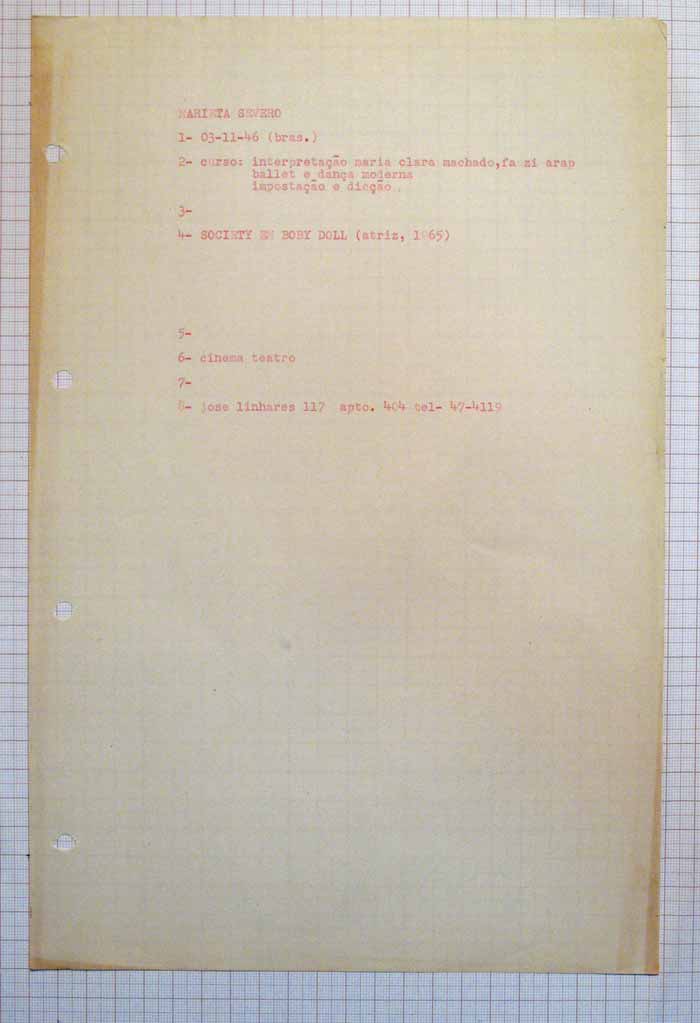 MARIETA SEVERO
1- 03-11-46 (bras.)
2- curso: interpretação maria clara machado,fa zi arap
ballet e dança moderna
impostação e dicção.
3-
4- SOCIETY EM BOBY DOLL (atriz, 1965)
5-
6- cinema teatro
7-
8- jose linhares 117 apto. 404 tel- 47-4119